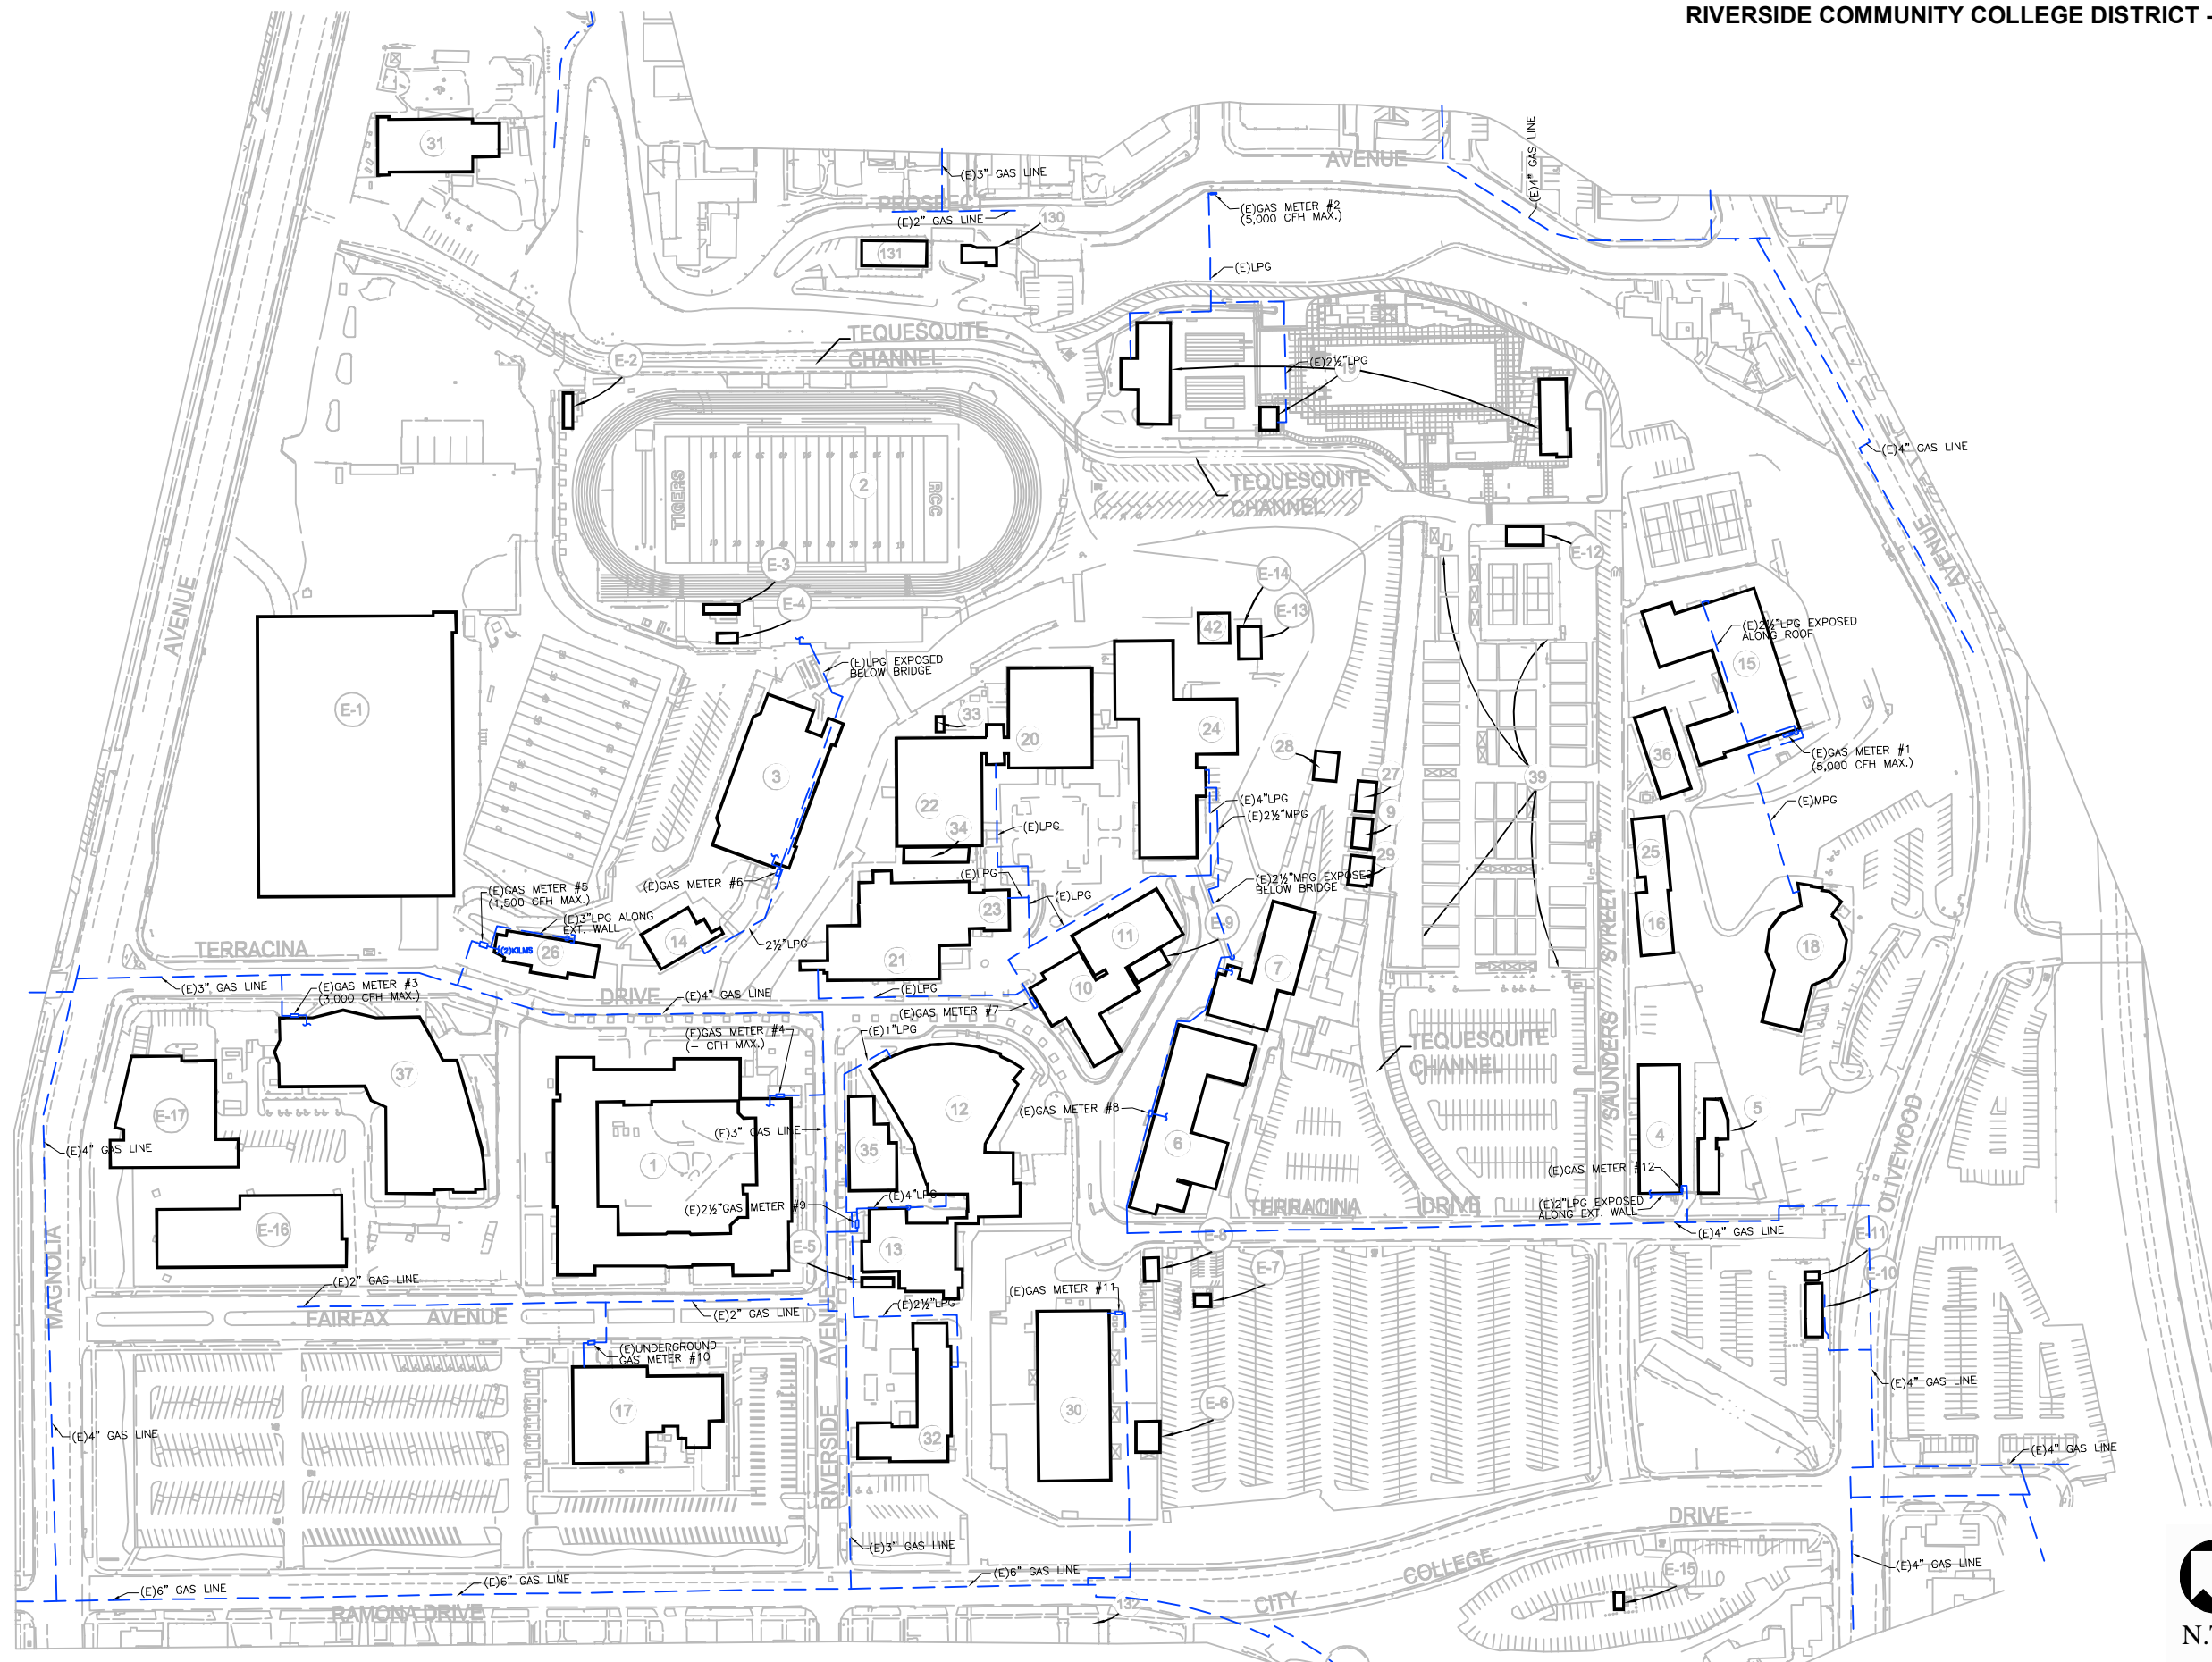 RIVERSIDE COMMUNITY COLLEGE DISTRICT -
31
(E)3" GAS LINE
PROSPECT
AVENUE
(E)4" GAS LINE
(E)2" GAS LINE
130
(E)GAS METER #2
(5,000 CFH MAX.)
131
(E)LPG
TEQUESQUITE
CHANNEL
E-2
(E)2½"LPG
19
(E)4" GAS LINE
TIGERS
2
RCC
TEQUESQUITE
CHANNEL
AVENUE
E-12
E-3
E-14
E-4
E-13
42
AVENUE
(E)2½"LPG EXPOSED
ALONG ROOF
15
(E)LPG EXPOSED
BELOW BRIDGE
E-1
33
20
24
28
36
(E)GAS METER #1
(5,000 CFH MAX.)
3
27
39
22
(E)4"LPG
(E)2½"MPG
(E)MPG
9
34
(E)LPG
29
25
(E)GAS METER #5
(1,500 CFH MAX.)
(E)GAS METER #6
(E)LPG
(E)LPG
(E)2½"MPG EXPOSED
BELOW BRIDGE
(E)3"LPG ALONG
EXT. WALL
23
E-9
16
TERRACINA
(2)KILNS
26
14
2½"LPG
11
18
21
7
10
(E)3" GAS LINE
(E)GAS METER #3
(3,000 CFH MAX.)
DRIVE
(E)4" GAS LINE
(E)LPG
(E)GAS METER #7
(E)GAS METER #4
(- CFH MAX.)
(E)1"LPG
TEQUESQUITE
CHANNEL
SAUNDERS STREET
37
E-17
12
(E)GAS METER #8
5
4
(E)3" GAS LINE
6
(E)4" GAS LINE
1
35
(E)GAS METER #12
OLIVEWOOD
(E)4"LPG
(E)2½"GAS METER #9
TERRACINA
DRIVE
(E)2"LPG EXPOSED
ALONG EXT. WALL
E-16
E-5
13
E-8
(E)4" GAS LINE
E-11
E-7
E-10
MAGNOLIA
(E)2" GAS LINE
(E)GAS METER #11
(E)2½"LPG
(E)2" GAS LINE
FAIRFAX
AVENUE
(E)UNDERGROUND
GAS METER #10
RIVERSIDE AVENUE
(E)4" GAS LINE
17
30
E-6
32
(E)4" GAS LINE
(E)4" GAS LINE
DRIVE
(E)3" GAS LINE
COLLEGE
(E)4" GAS LINE
(E)6" GAS LINE
(E)6" GAS LINE
(E)6" GAS LINE
E-15
RAMONA DRIVE
132
CITY
N.T